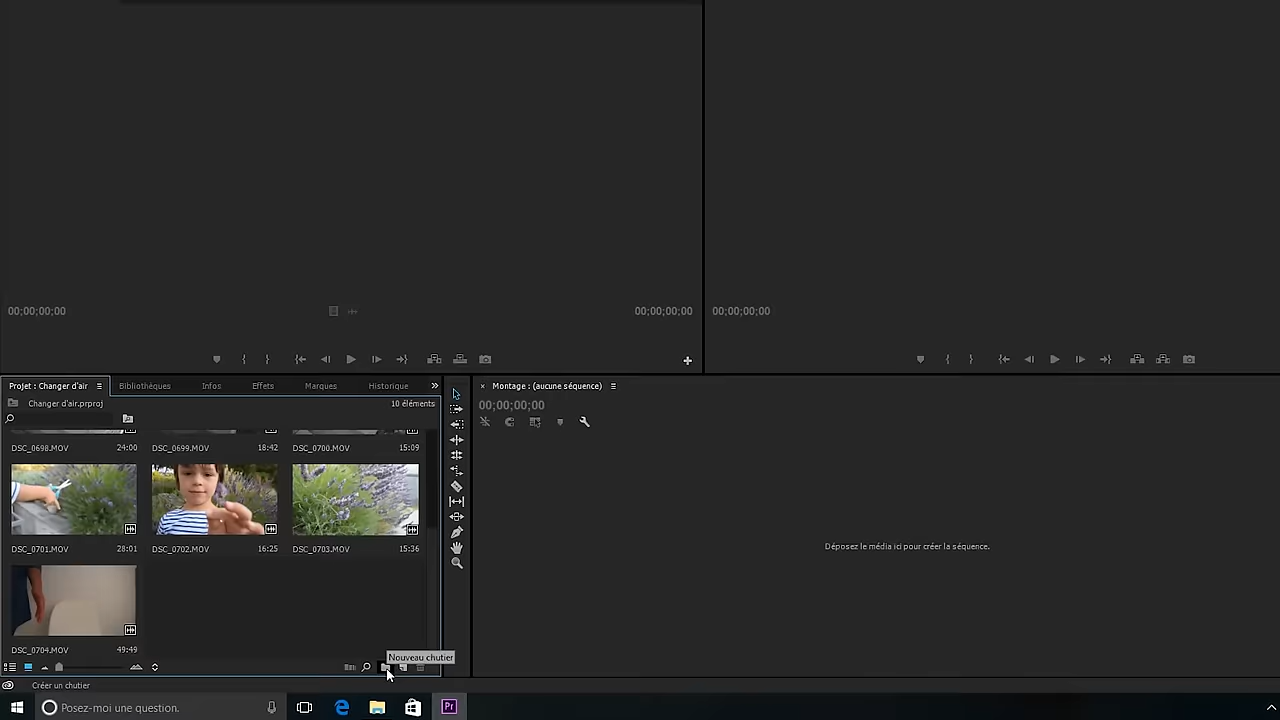 00;00;00;00
00;00;00;00
00;00;00;00
Projet : Changer d'air
Bibliothèques
Infos
Effets
Marques
Historique
Changer d'air.prproj
10 éléments
DSC_0698.MOV 24:00
DSC_0699.MOV 18:42
DSC_0700.MOV 15:09
DSC_0701.MOV 28:01
DSC_0702.MOV 16:25
DSC_0703.MOV 15:36
DSC_0704.MOV 49:49
Nouveau chutier
Créer un chutier
Montage : (aucune séquence)
00;00;00;00
Déposez le média ici pour créer la séquence.
Posez-moi une question.
Pr